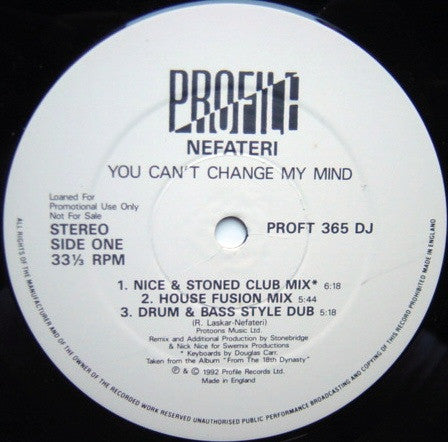 PROFILE
NEFATERI
YOU CAN'T CHANGE MY MIND
Loaned For
Promotional Use Only
Not For Sale
STEREO
SIDE ONE
33⅓ RPM
PROFT 365 DJ
1. NICE & STONED CLUB MIX* 6:18
2. HOUSE FUSION MIX 5:44
3. DRUM & BASS STYLE DUB 5:18
(R. Laskar-Nefateri)
Protoons Music Ltd.
Remix and Additional Production by Stonebridge
& Nick Nice for Swemix Productions
* Keyboards by Douglas Carr.
Taken from the Album "From The 18th Dynasty"
℗ & © 1992 Profile Records Ltd.
Made in England
ALL RIGHTS OF THE MANUFACTURER AND OF THE OWNER OF THE RECORDED WORK RESERVED UNAUTHORISED PUBLIC PERFORMANCE BROADCASTING AND COPYING OF THIS RECORD PROHIBITED MADE IN ENGLAND